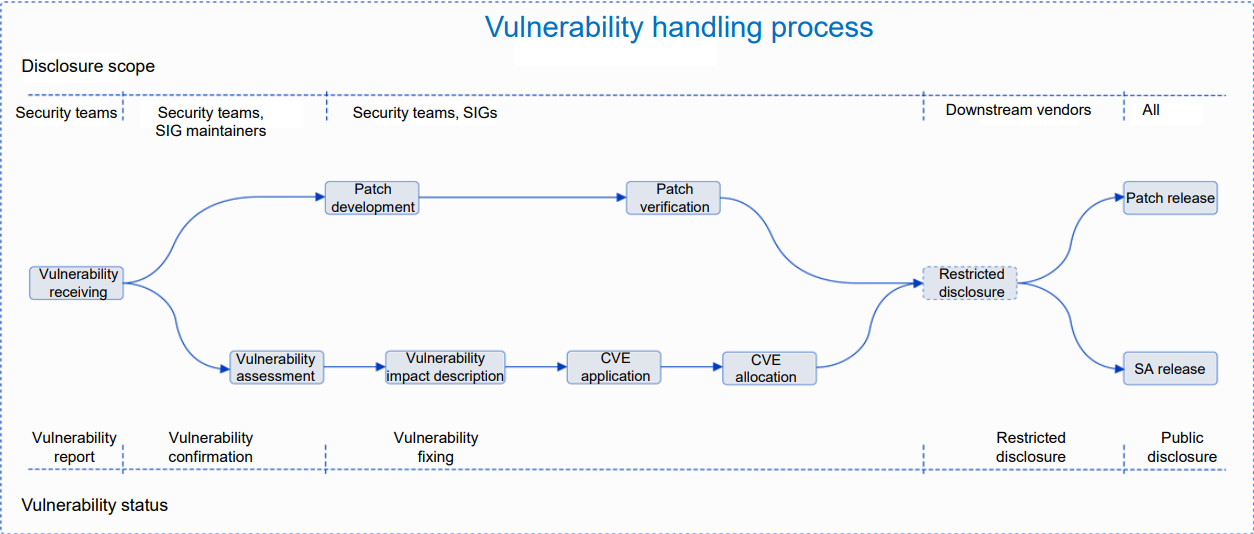 Vulnerability handling process
Disclosure scope
Security teams
Security teams,
SIG maintainers
Security teams, SIGs
Downstream vendors
All
Patch
development
Patch
verification
Patch release
Vulnerability
receiving
Restricted
disclosure
Vulnerability
assessment
Vulnerability
impact description
CVE
application
CVE
allocation
SA release
Vulnerability
report
Vulnerability
confirmation
Vulnerability
fixing
Restricted
disclosure
Public
disclosure
Vulnerability status